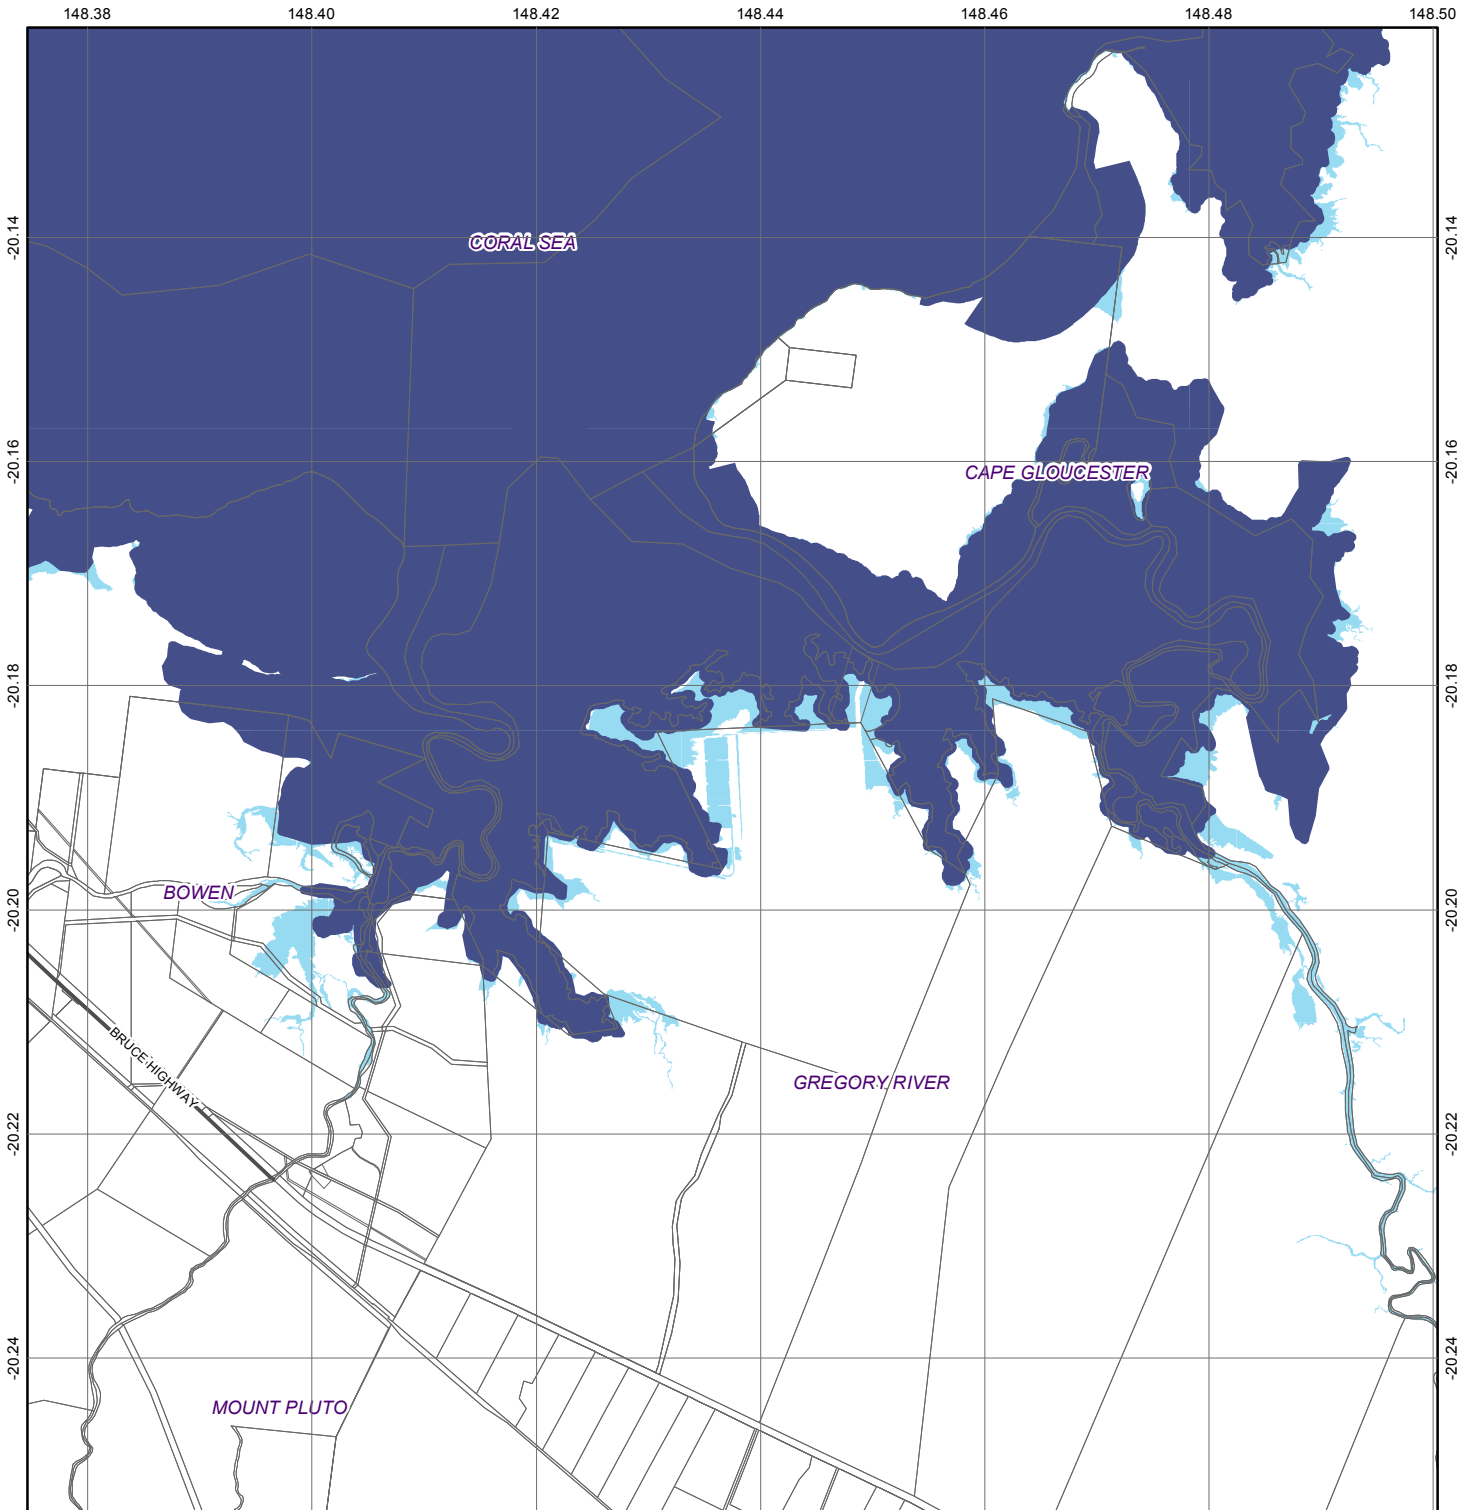 148.38 148.40 148.42 148.44 148.46 148.48 148.50
-20.14 -20.14
CORAL SEA
-20.16 -20.16
CAPE GLOUCESTER
-20.18 -20.18
BOWEN
-20.20 -20.20
BRUCE HIGHWAY
GREGORY RIVER
-20.22 -20.22
-20.24 -20.24
MOUNT PLUTO